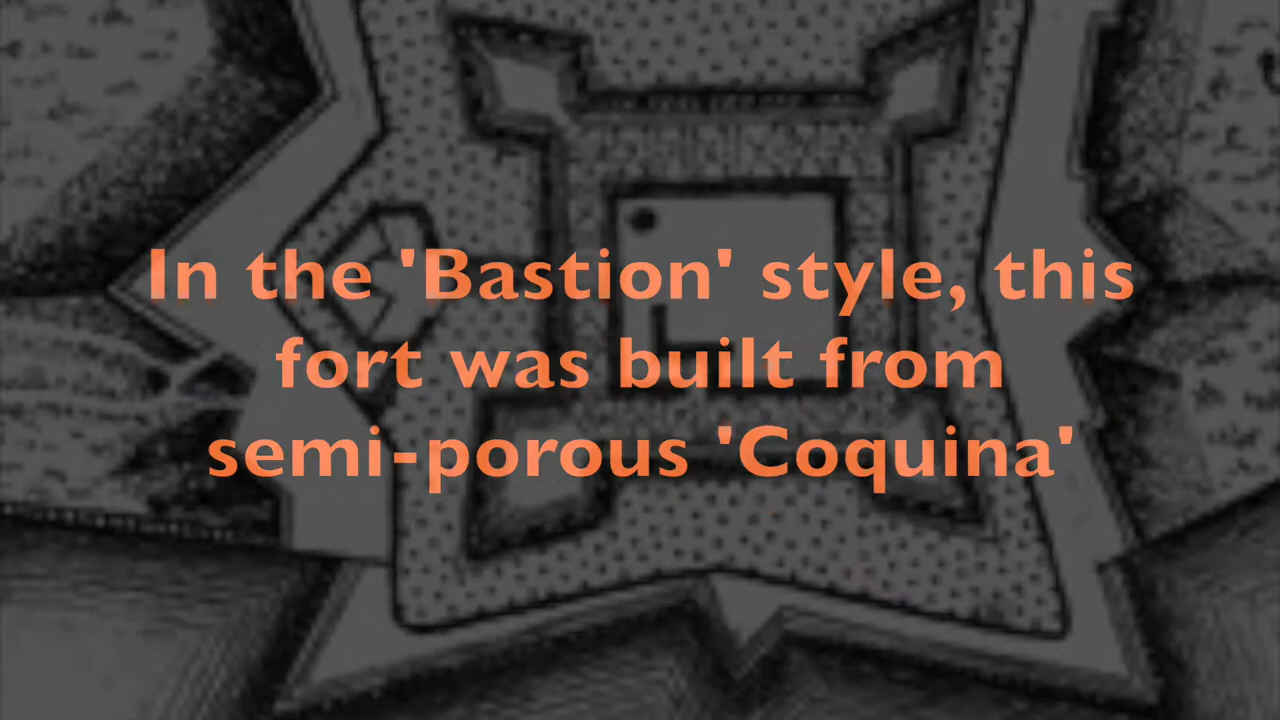 In the 'Bastion' style, this
fort was built from
semi-porous 'Coquina'